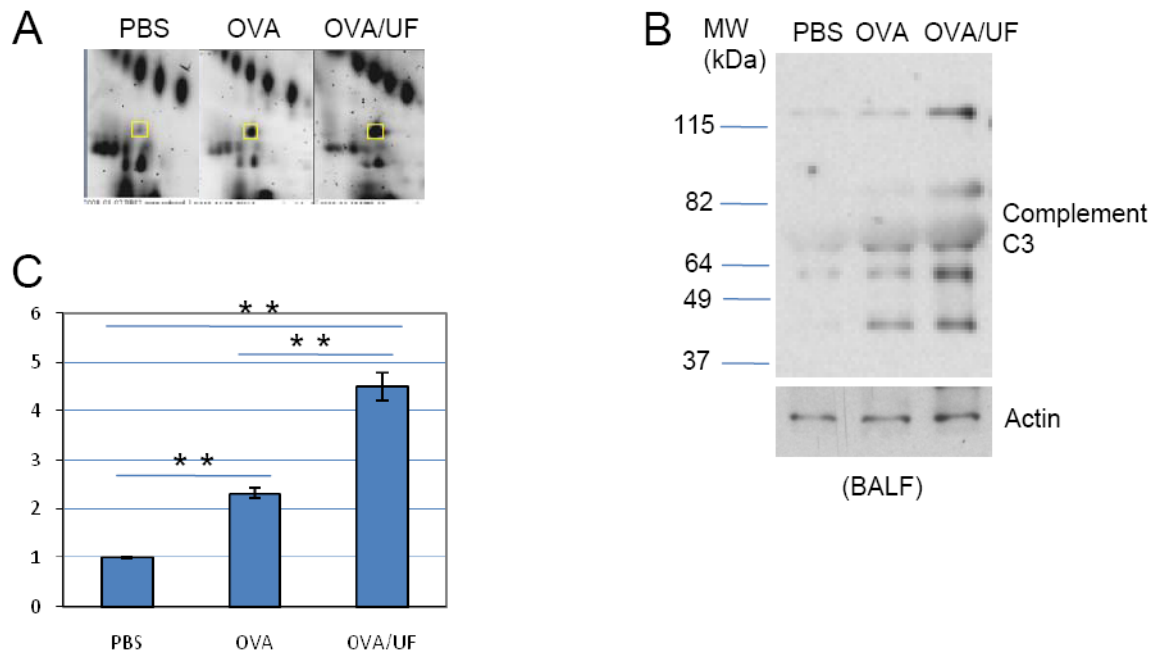 A
PBS OVA OVA/UF
B
MW
(kDa)
PBS OVA OVA/UF
115
82
64
49
37
Complement
C3
Actin
(BALF)
C
6
5
4
3
2
1
0
* *
* *
* *
PBS OVA OVA/UF